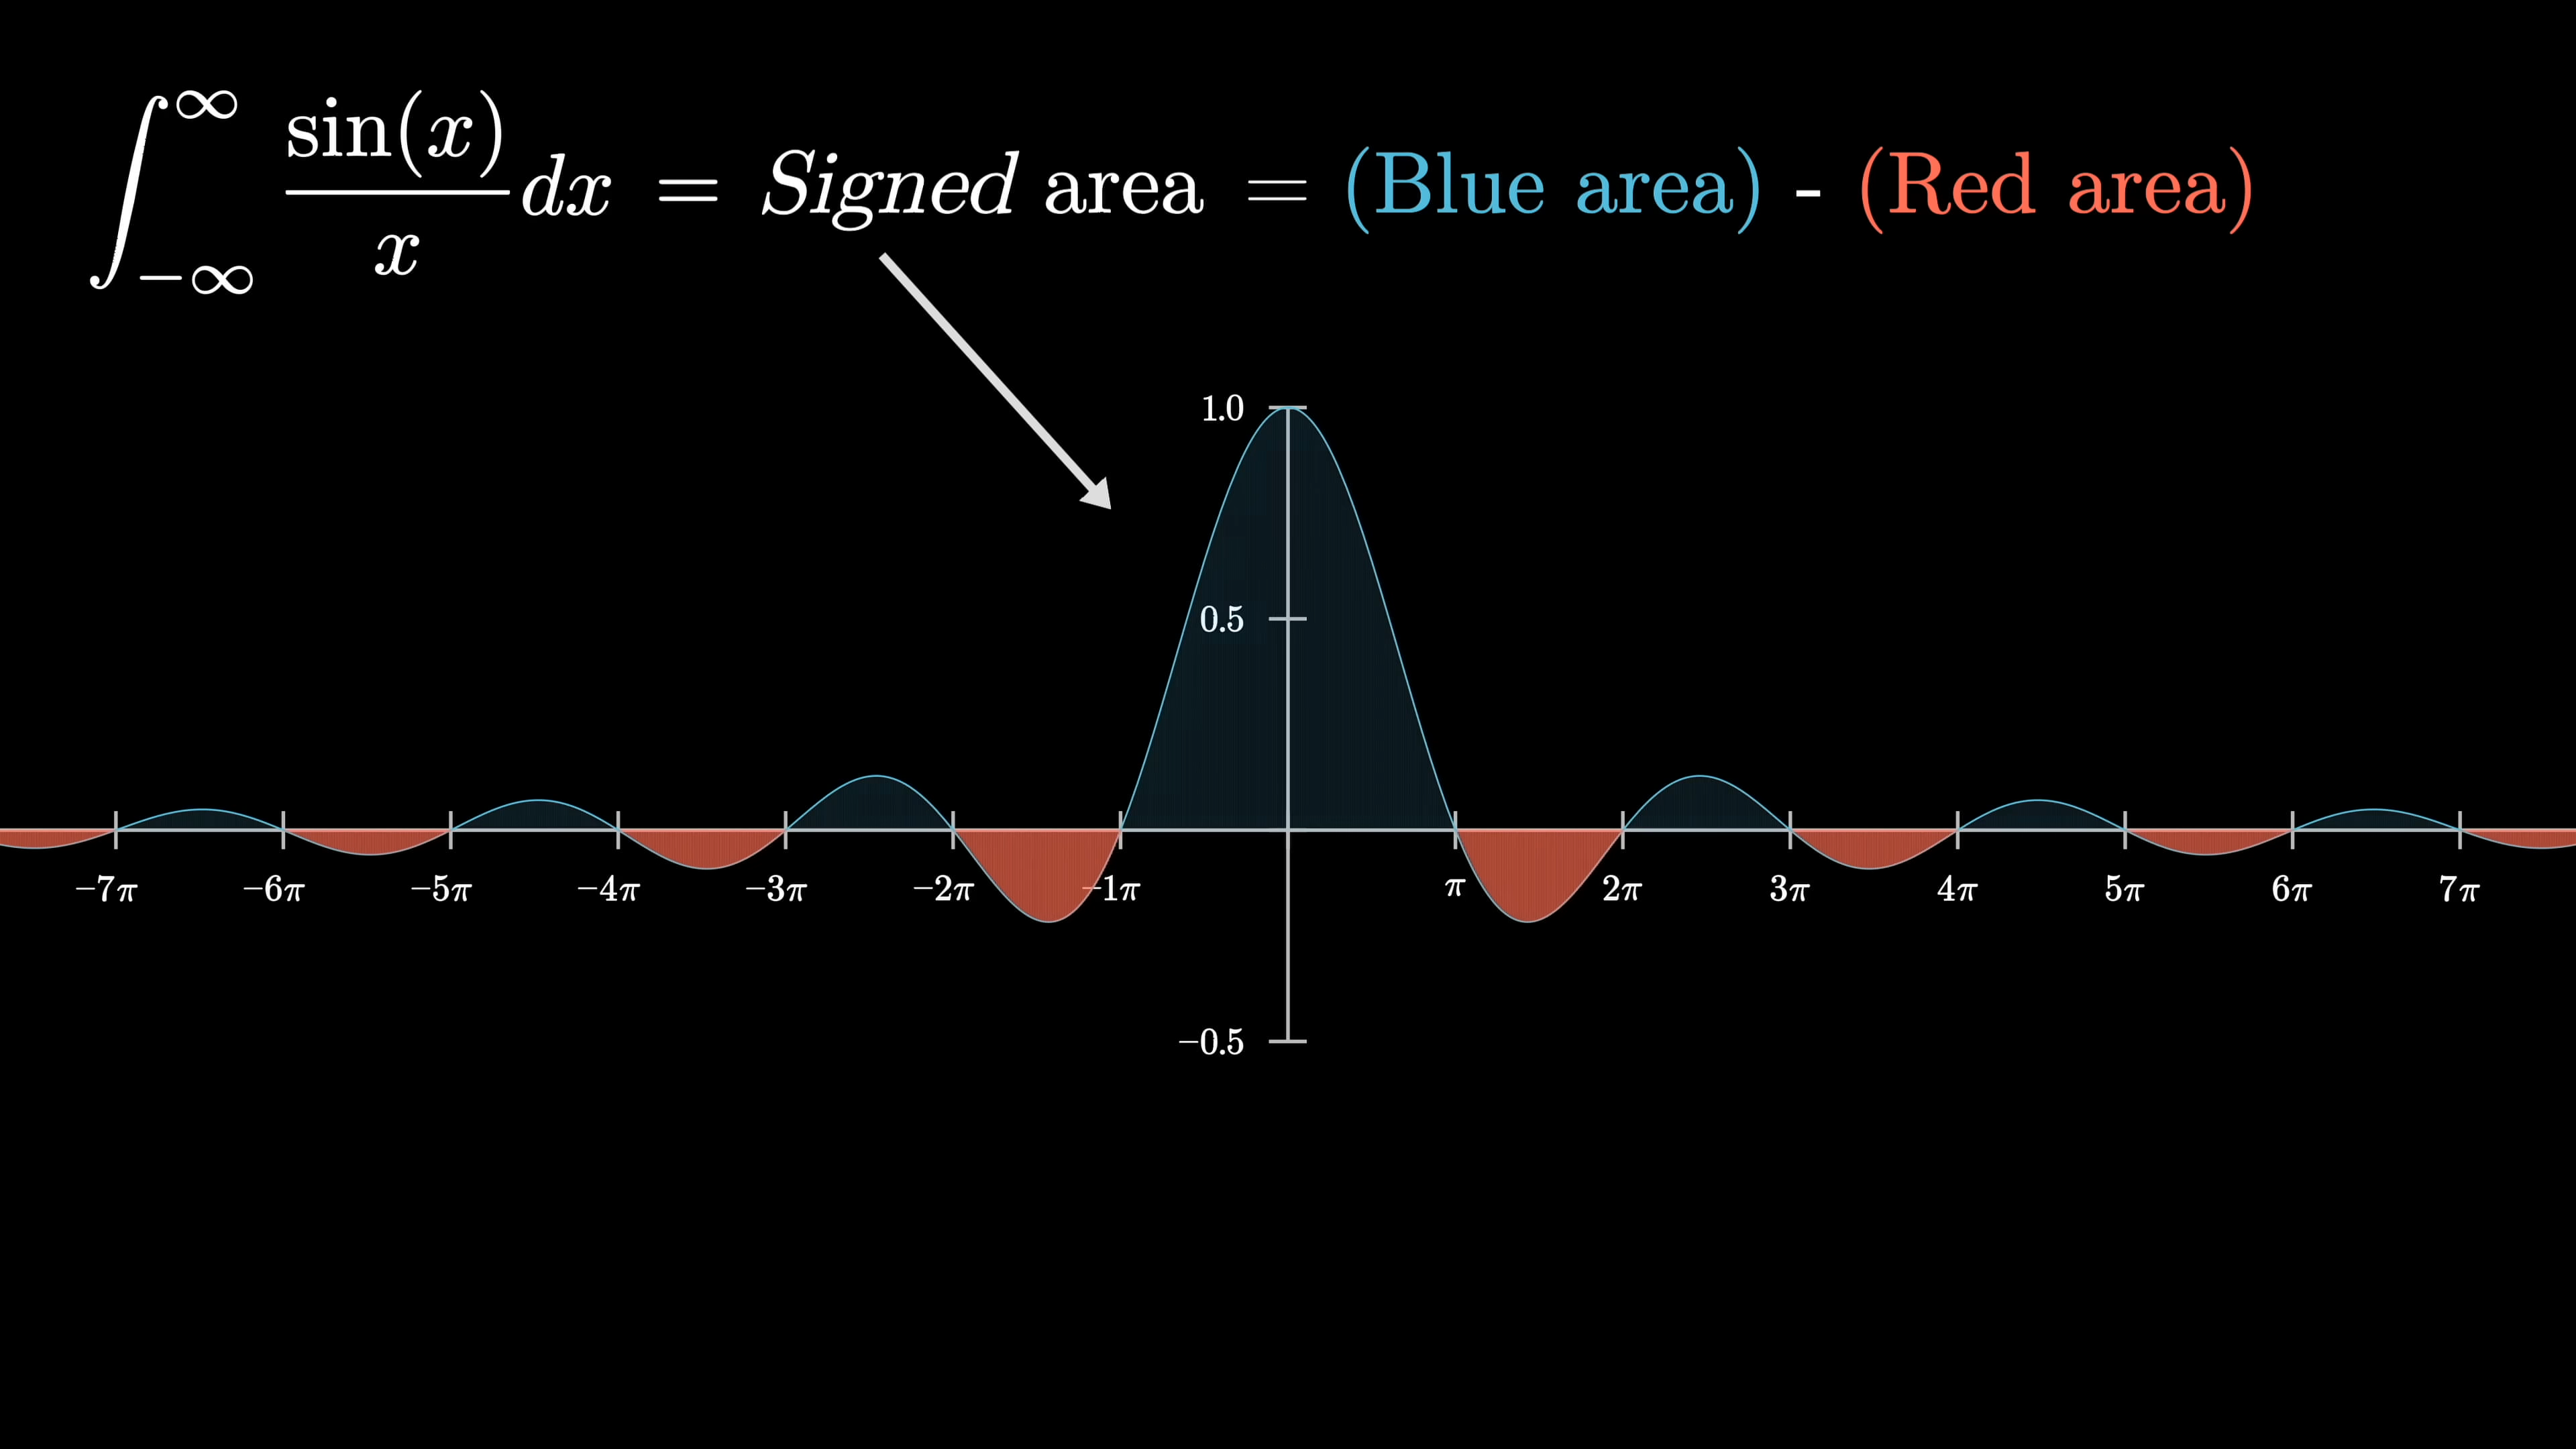 ∫_{-∞}^{∞} sin(x)/x dx = Signed area = (Blue area) - (Red area)
1.0
0.5
−7π −6π −5π −4π −3π −2π −1π π 2π 3π 4π 5π 6π 7π
−0.5